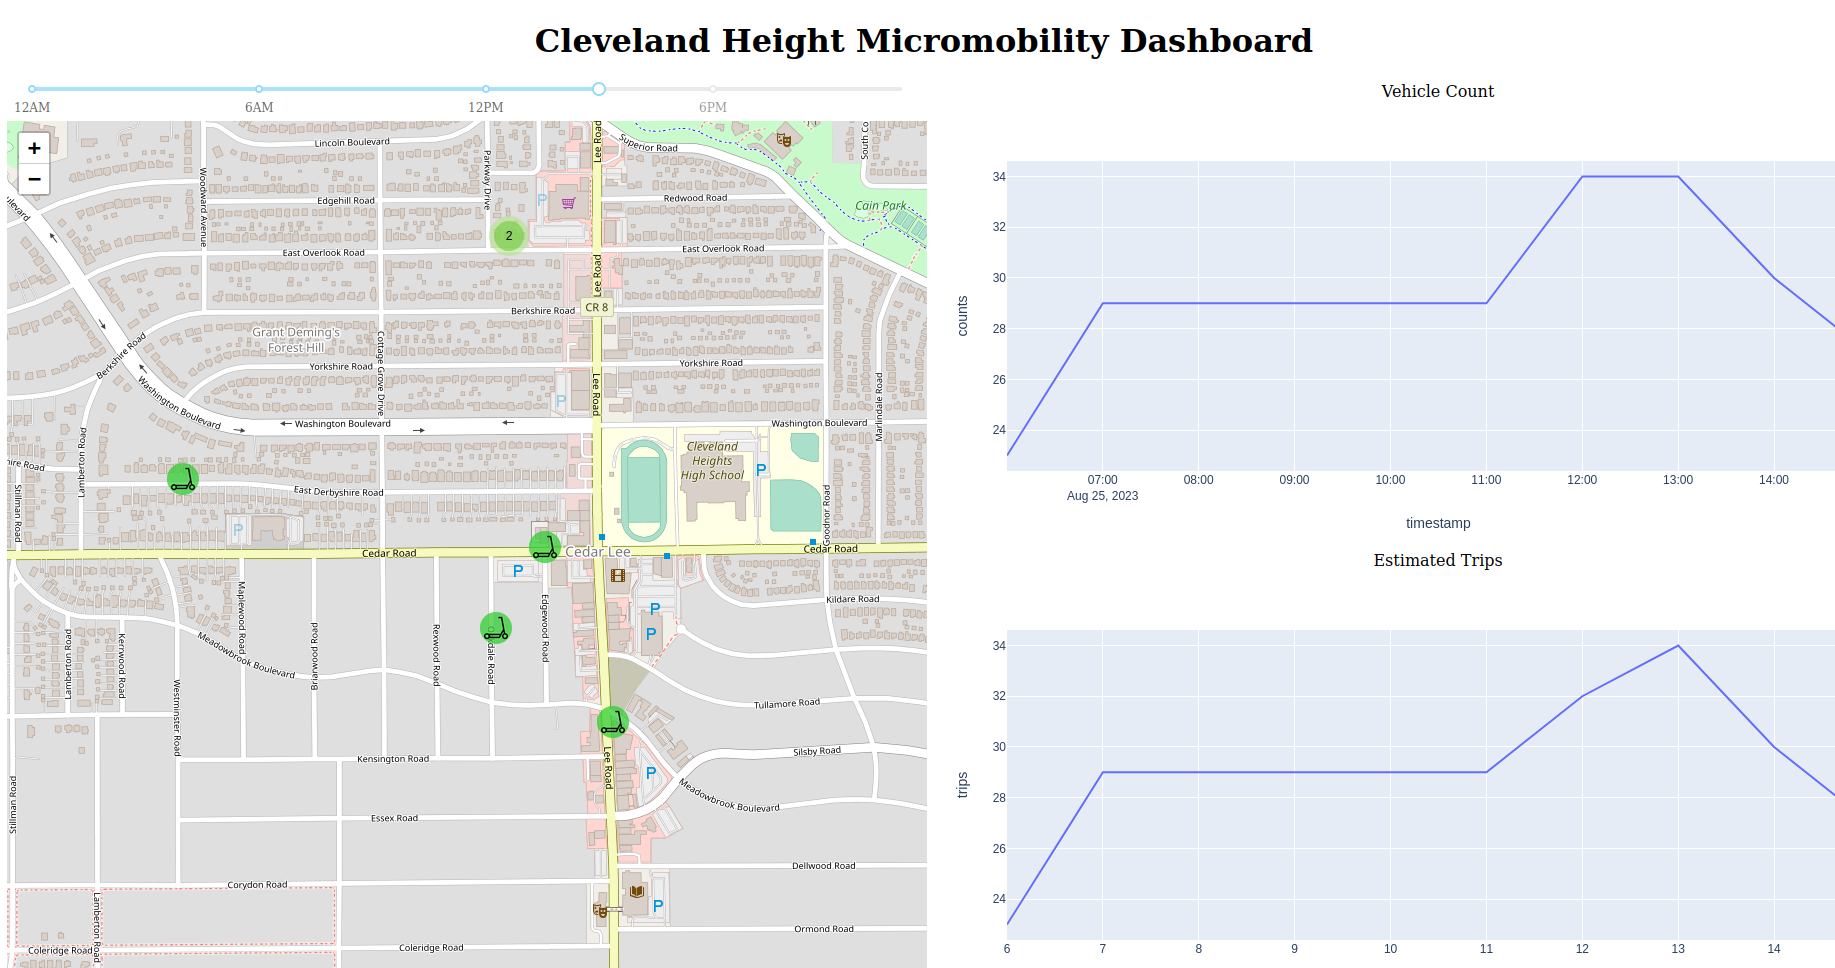 Cleveland Height Micromobility Dashboard
12AM
6AM
12PM
6PM
+
−
Lincoln Boulevard
Parkway Drive
Lee Road
Superior Road
South Co
Woodward Avenue
Edgehill Road
P
Redwood Road
Cain Park
2
East Overlook Road
East Overlook Road
Lee Road
Berkshire Road
CR 8
Grant Deming's
Forest Hill
Cottage Grove Drive
Berkshire Road
Yorkshire Road
Yorkshire Road
Lee Road
P
Marlindale Road
Washington Boulevard
Washington Boulevard
Washington Boulevard
Cleveland
Heights
High School
P
Lamberton Road
hire Road
Stillman Road
East Derbyshire Road
Goodnor Road
P
Cedar Road
Cedar Lee
Cedar Road
P
Maplewood Road
Edgewood Road
P
Kildare Road
P
Lamberton Road
Kerrwood Road
Meadowbrook Boulevard
Briarwood Road
Rexwood Road
dale Road
Westminster Road
Tullamore Road
Kensington Road
Lee Road
Silsby Road
P
Meadowbrook Boulevard
Stillman Road
Essex Road
Dellwood Road
Corydon Road
P
Lamberton Road
Ormond Road
Coleridge Road
Coleridge Road
Vehicle Count
34
32
30
28
26
24
counts
07:00
08:00
09:00
10:00
11:00
12:00
13:00
14:00
Aug 25, 2023
timestamp
Estimated Trips
34
32
30
28
26
24
trips
6
7
8
9
10
11
12
13
14